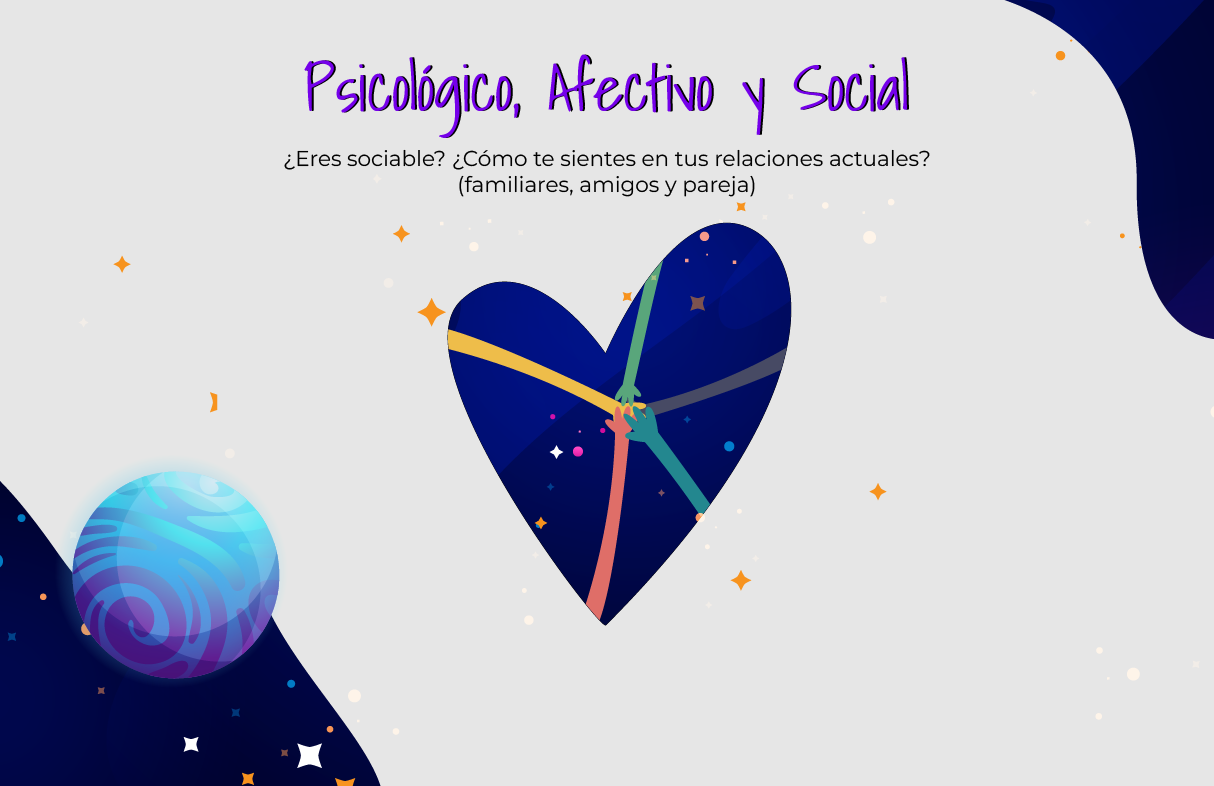 Psicológico, Afectivo y Social
¿Eres sociable? ¿Cómo te sientes en tus relaciones actuales?
(familiares, amigos y pareja)